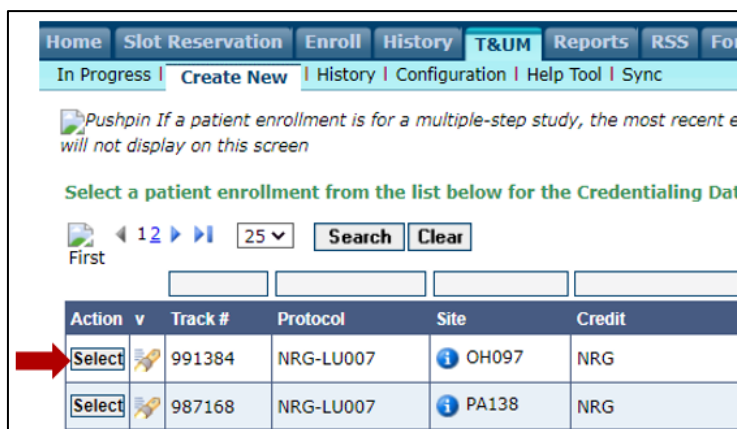 Home Slot Reservation Enroll History T&UM Reports RSS For
In Progress | Create New | History | Configuration | Help Tool | Sync
Pushpin If a patient enrollment is for a multiple-step study, the most recent e
will not display on this screen
Select a patient enrollment from the list below for the Credentialing Dat
First 1 2 25 Search Clear
Action v Track # Protocol Site Credit
Select 991384 NRG-LU007 OH097 NRG
Select 987168 NRG-LU007 PA138 NRG